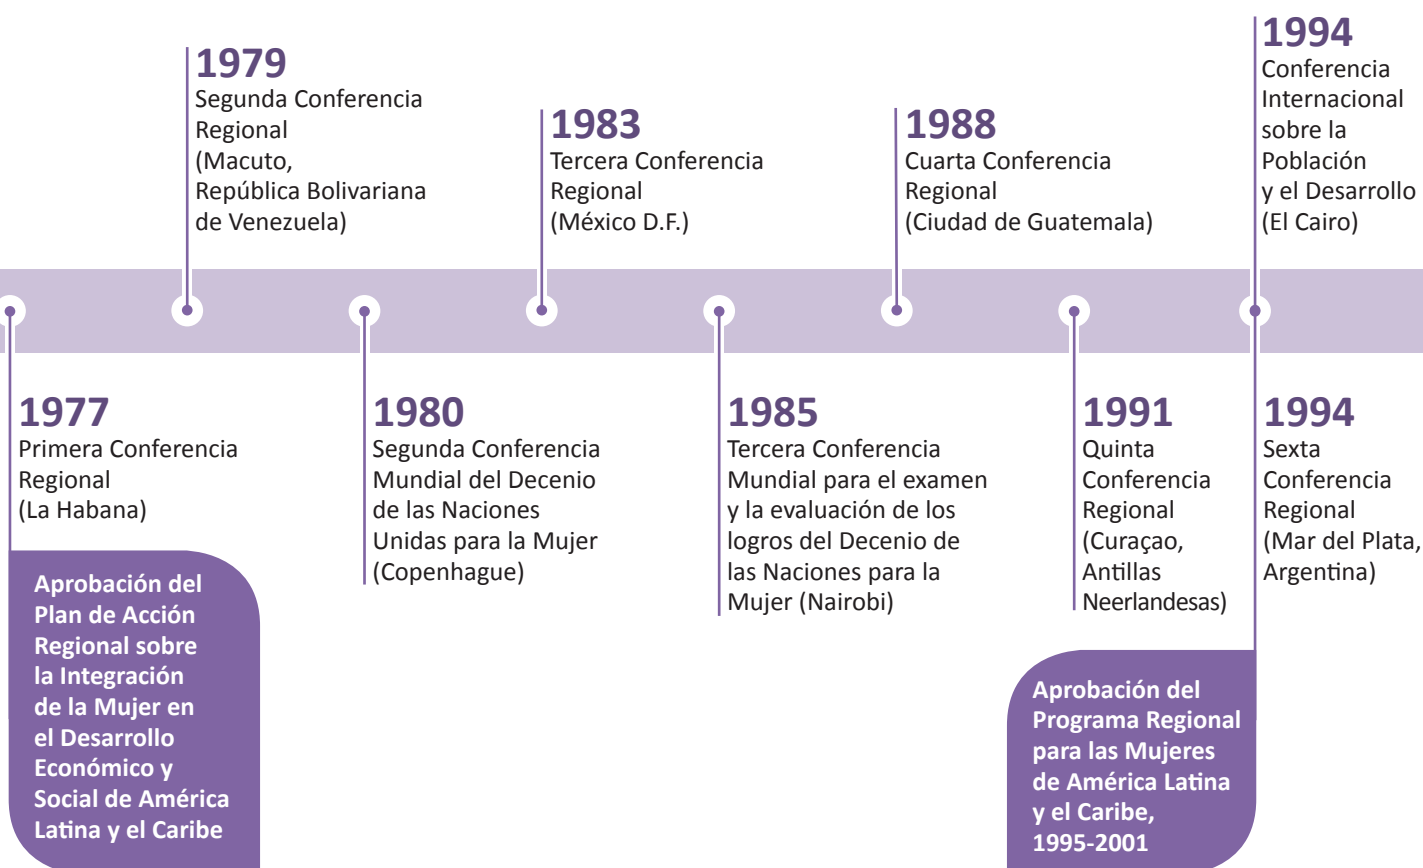 1979
Segunda Conferencia
Regional
(Macuto,
República Bolivariana
de Venezuela)
1983
Tercera Conferencia
Regional
(México D.F.)
1988
Cuarta Conferencia
Regional
(Ciudad de Guatemala)
1994
Conferencia
Internacional
sobre la
Población
y el Desarrollo
(El Cairo)
1977
Primera Conferencia
Regional
(La Habana)
Aprobación del
Plan de Acción
Regional sobre
la Integración
de la Mujer en
el Desarrollo
Económico y
Social de América
Latina y el Caribe
1980
Segunda Conferencia
Mundial del Decenio
de las Naciones
Unidas para la Mujer
(Copenhague)
1985
Tercera Conferencia
Mundial para el examen
y la evaluación de los
logros del Decenio de
las Naciones para la
Mujer (Nairobi)
1991
Quinta
Conferencia
Regional
(Curaçao,
Antillas
Neerlandesas)
1994
Sexta
Conferencia
Regional
(Mar del Plata,
Argentina)
Aprobación del
Programa Regional
para las Mujeres
de América Latina
y el Caribe,
1995-2001